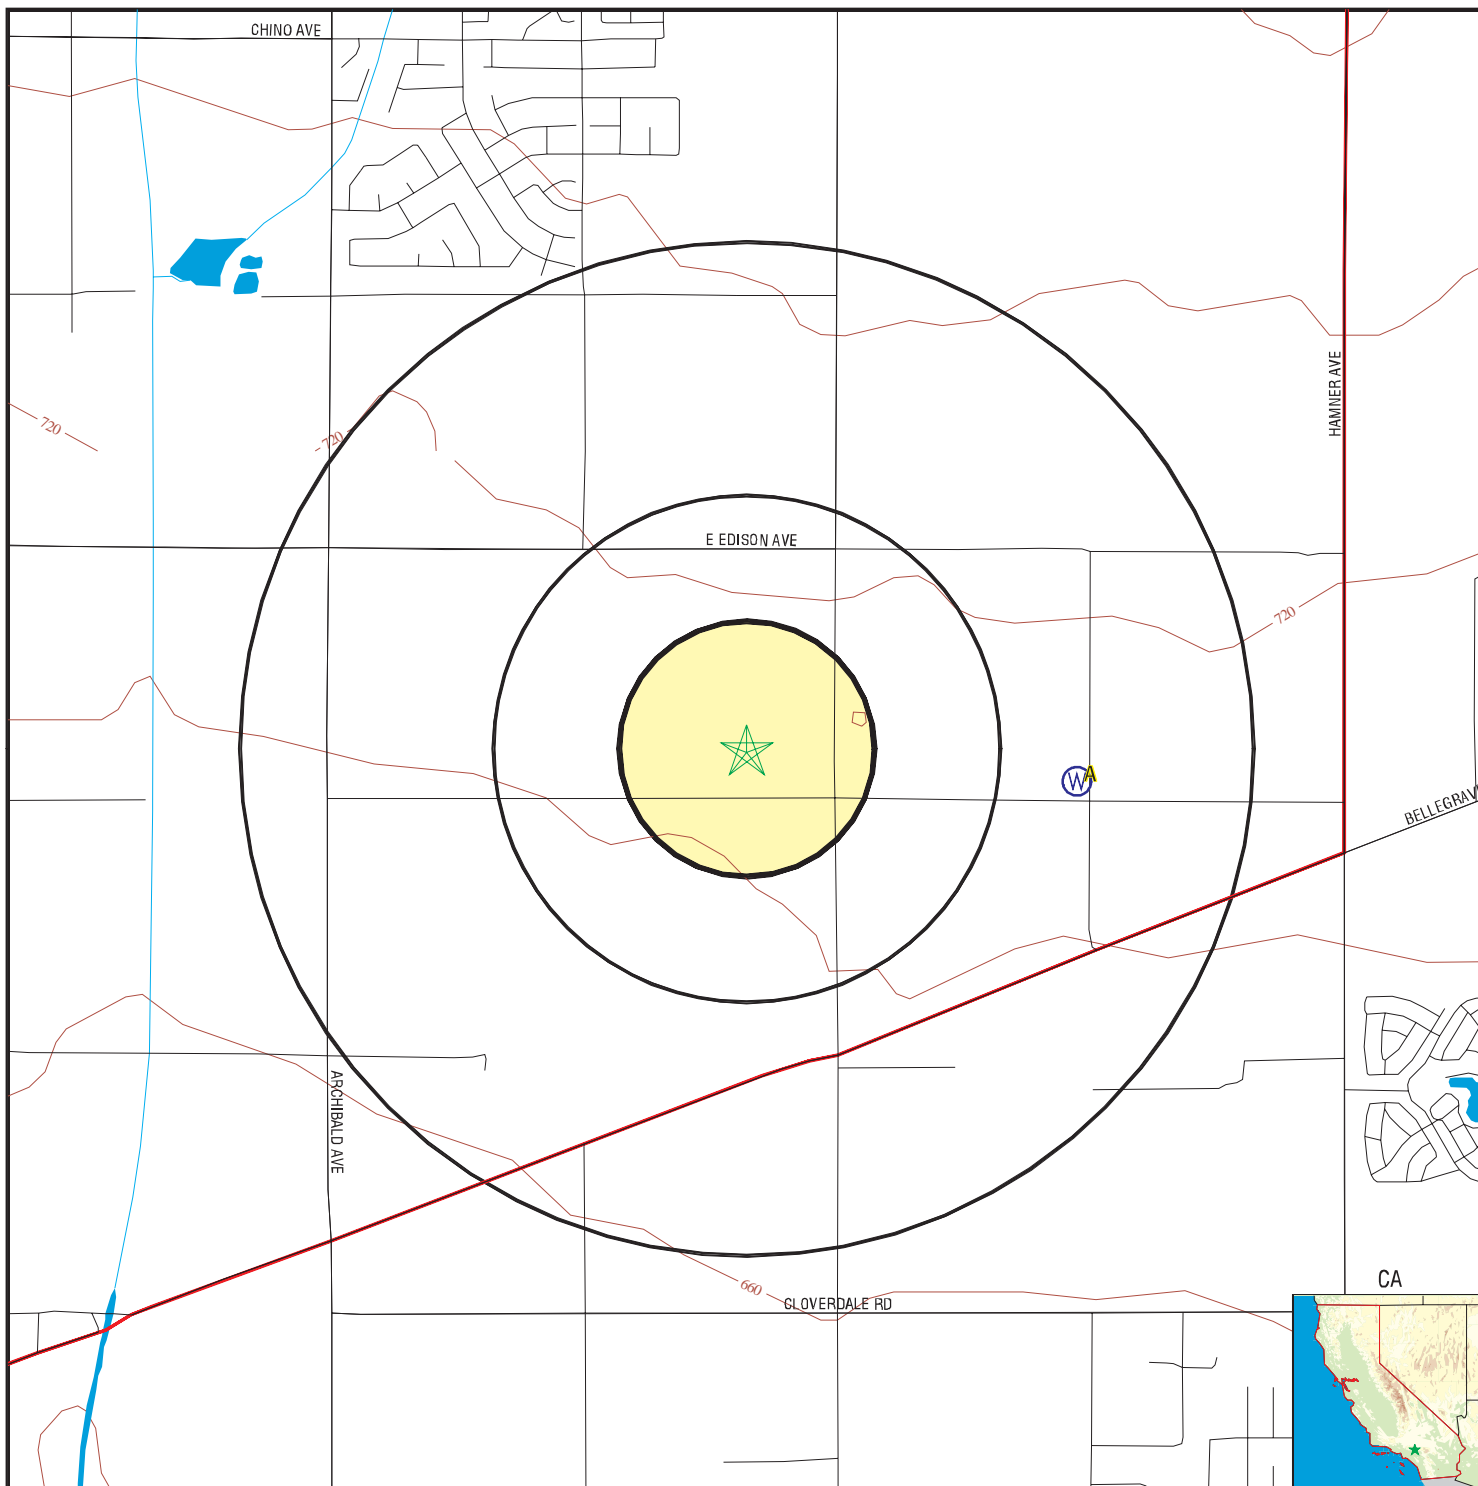 CHINO AVE
HAMNER AVE
720
720
E EDISON AVE
720
W
A
BELLEGRAV
ARCHIBALD AVE
660
CLOVERDALE RD
CA